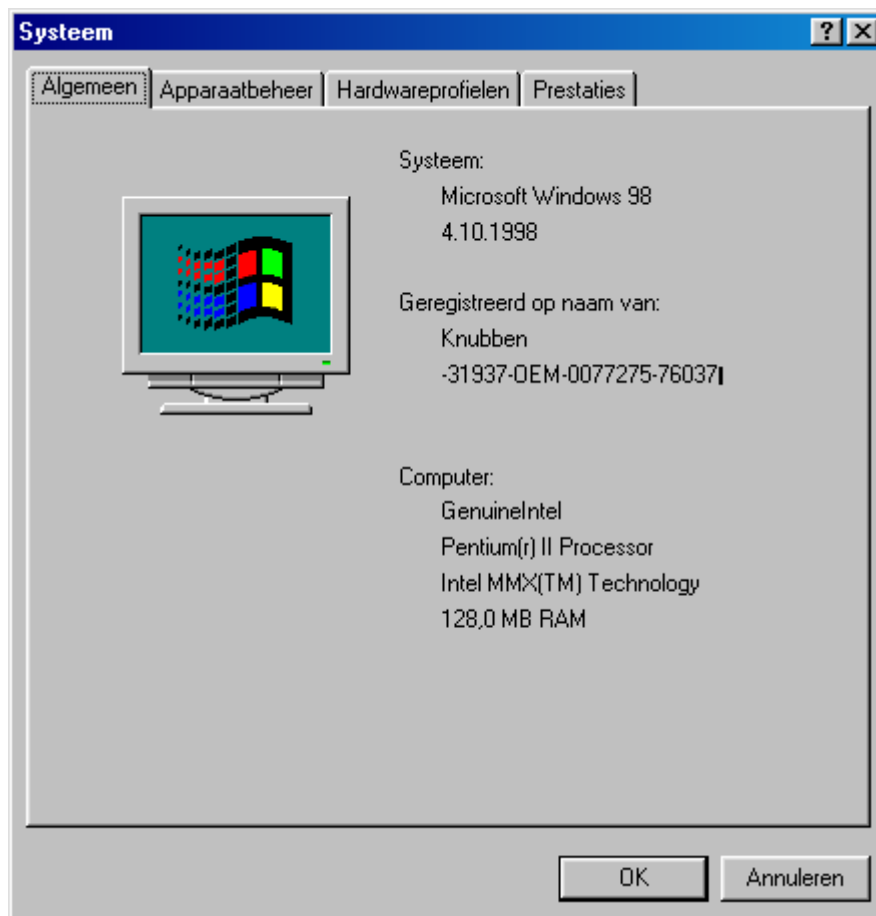 Systeem
Algemeen Apparaatbeheer Hardwareprofielen Prestaties
Systeem:
Microsoft Windows 98
4.10.1998
Geregistreerd op naam van:
Knubben
-31937-OEM-0077275-76037
Computer:
GenuineIntel
Pentium(r) II Processor
Intel MMX(TM) Technology
128,0 MB RAM
OK Annuleren